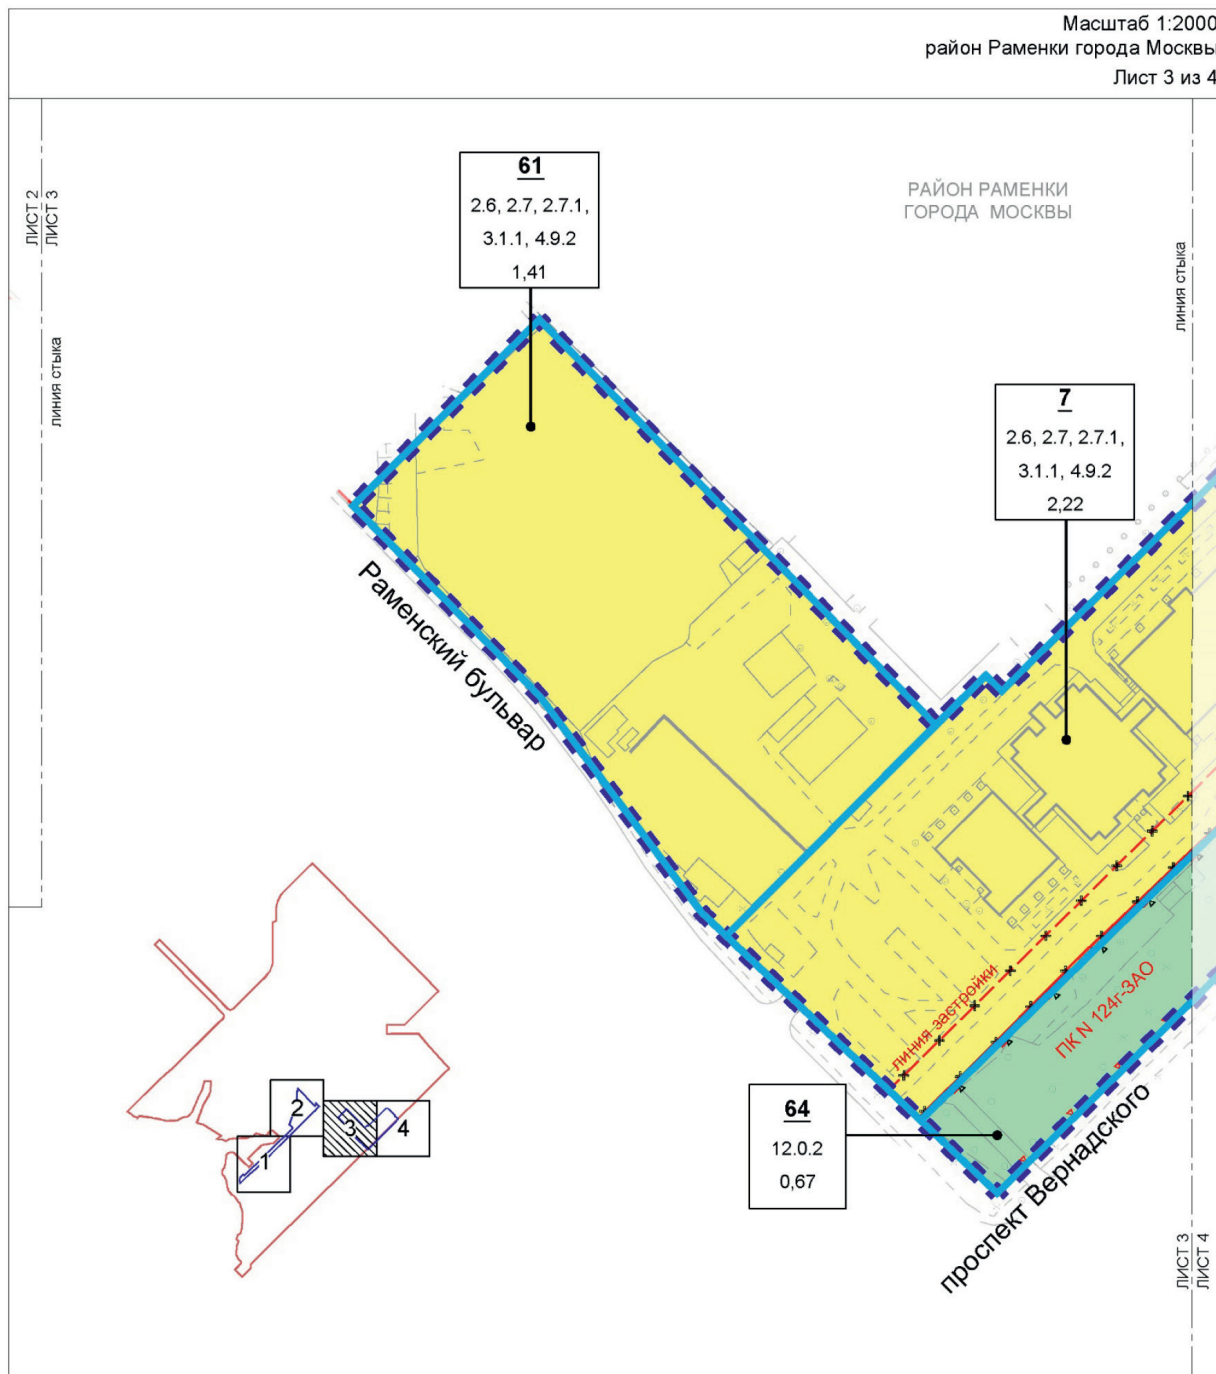 Масштаб 1:2000
район Раменки города Москвы
Лист 3 из 4
ЛИСТ 2
ЛИСТ 3
линия стыка
61
2.6, 2.7, 2.7.1,
3.1.1, 4.9.2
1,41
РАЙОН РАМЕНКИ
ГОРОДА МОСКВЫ
линия стыка
7
2.6, 2.7, 2.7.1,
3.1.1, 4.9.2
2,22
Раменский бульвар
линия застройки
ПК N 124г-ЗАО
64
12.0.2
0,67
проспект Вернадского
1
2
3
4
ЛИСТ 3
ЛИСТ 4